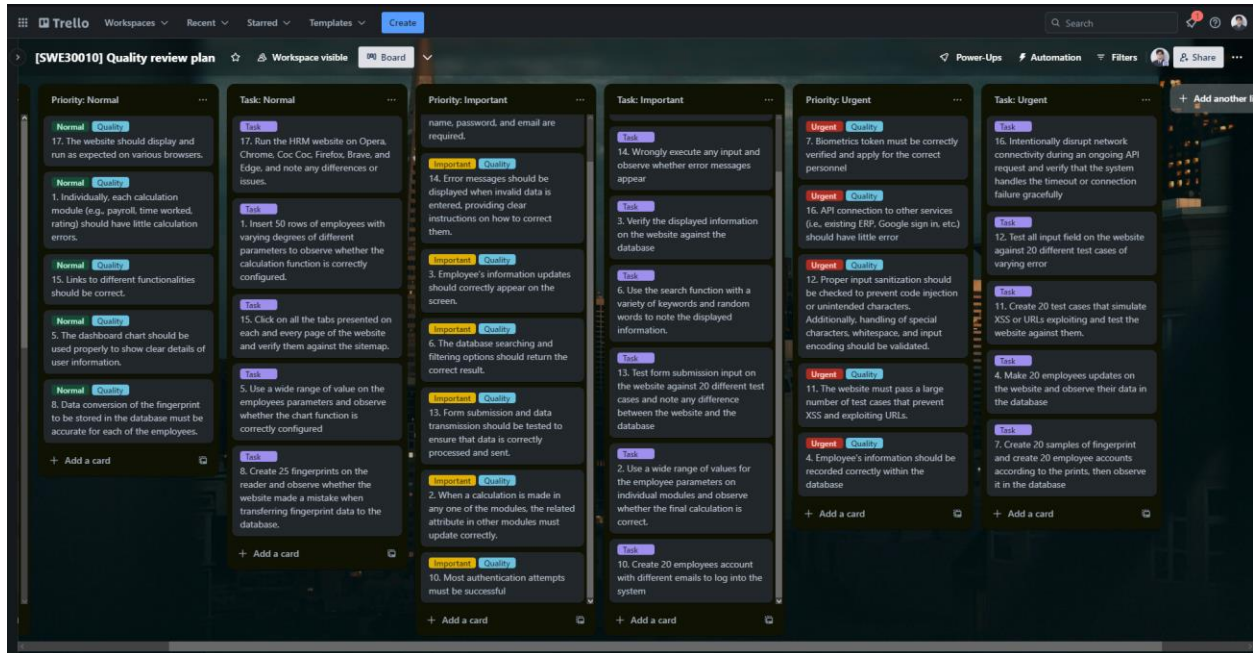 Trello
Workspaces
Recent
Starred
Templates
Create
Search
[SWE30010] Quality review plan
Workspace visible
Board
Power-Ups
Automation
Filters
Share
Priority: Normal
Normal Quality
17. The website should display and
run as expected on various browsers.
Normal Quality
1. Individually, each calculation
module (e.g., payroll, time worked,
rating) should have little calculation
errors.
Normal Quality
15. Links to different functionalities
should be correct.
Normal Quality
5. The dashboard chart should be
used properly to show clear details of
user information.
Normal Quality
8. Data conversion of the fingerprint
to be stored in the database must be
accurate for each of the employees.
+ Add a card
Task: Normal
Task
17. Run the HRM website on Opera,
Chrome, Coc Coc, Firefox, Brave, and
Edge, and note any differences or
issues.
Task
1. Insert 50 rows of employees with
varying degrees of different
parameters to observe whether the
calculation function is correctly
configured.
Task
15. Click on all the tabs presented on
each and every page of the website
and verify them against the sitemap.
Task
5. Use a wide range of value on the
employees parameters and observe
whether the chart function is
correctly configured
Task
8. Create 25 fingerprints on the
reader and observe whether the
website made a mistake when
transferring fingerprint data to the
database.
+ Add a card
Priority: Important
name, password, and email are
required.
Important Quality
14. Error messages should be
displayed when invalid data is
entered, providing clear
instructions on how to correct
them.
Important Quality
3. Employee's information updates
should correctly appear on the
screen.
Important Quality
6. The database searching and
filtering options should return the
correct result.
Important Quality
13. Form submission and data
transmission should be tested to
ensure that data is correctly
processed and sent.
Important Quality
2. When a calculation is made in
any one of the modules, the related
attribute in other modules must
update correctly.
Important Quality
10. Most authentication attempts
must be successful
+ Add a card
Task: Important
Task
14. Wrongly execute any input and
observe whether error messages
appear
Task
3. Verify the displayed information
on the website against the
database
Task
6. Use the search function with a
variety of keywords and random
words to note the displayed
information.
Task
13. Test form submission input on
the website against 20 different test
cases and note any difference
between the website and the
database
Task
2. Use a wide range of values for
the employee parameters on
individual modules and observe
whether the final calculation is
correct.
Task
10. Create 20 employees account
with different emails to log into the
system
+ Add a card
Priority: Urgent
Urgent Quality
7. Biometrics token must be correctly
verified and apply for the correct
personnel
Urgent Quality
16. API connection to other services
(i.e., existing ERP, Google sign in, etc.)
should have little error
Urgent Quality
12. Proper input sanitization should
be checked to prevent code injection
or unintended characters.
Additionally, handling of special
characters, whitespace, and input
encoding should be validated.
Urgent Quality
11. The website must pass a large
number of test cases that prevent
XSS and exploiting URLs.
Urgent Quality
4. Employee's information should be
recorded correctly within the
database
+ Add a card
Task: Urgent
Task
16. Intentionally disrupt network
connectivity during an ongoing API
request and verify that the system
handles the timeout or connection
failure gracefully
Task
12. Test all input field on the website
against 20 different test cases of
varying error
Task
11. Create 20 test cases that simulate
XSS or URLs exploiting and test the
website against them.
Task
4. Make 20 employees updates on
the website and observe their data in
the database
Task
7. Create 20 samples of fingerprint
and create 20 employee accounts
according to the prints, then observe
it in the database
+ Add a card
+ Add another li